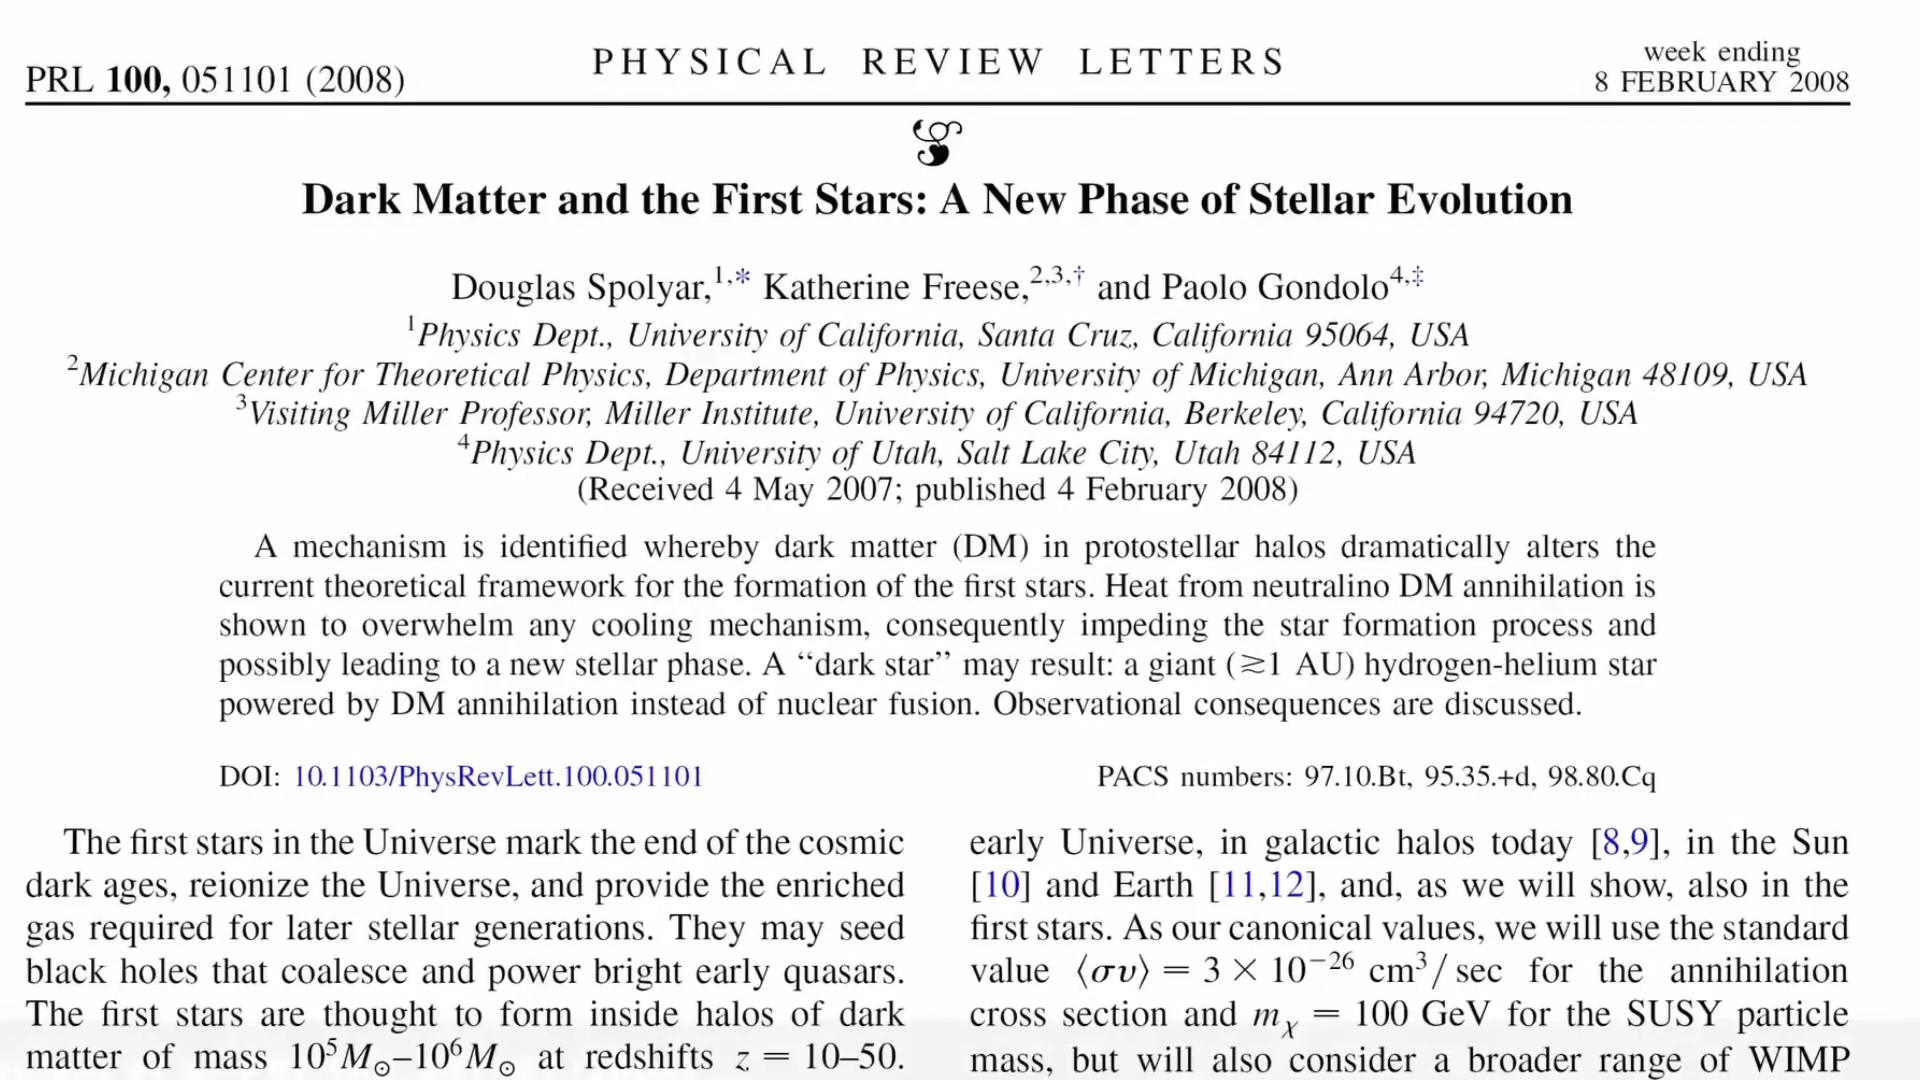 PRL 100, 051101 (2008)
PHYSICAL REVIEW LETTERS
week ending
8 FEBRUARY 2008
Dark Matter and the First Stars: A New Phase of Stellar Evolution
Douglas Spolyar,¹,* Katherine Freese,²,³,† and Paolo Gondolo⁴,‡
¹Physics Dept., University of California, Santa Cruz, California 95064, USA
²Michigan Center for Theoretical Physics, Department of Physics, University of Michigan, Ann Arbor, Michigan 48109, USA
³Visiting Miller Professor, Miller Institute, University of California, Berkeley, California 94720, USA
⁴Physics Dept., University of Utah, Salt Lake City, Utah 84112, USA
(Received 4 May 2007; published 4 February 2008)
A mechanism is identified whereby dark matter (DM) in protostellar halos dramatically alters the
current theoretical framework for the formation of the first stars. Heat from neutralino DM annihilation is
shown to overwhelm any cooling mechanism, consequently impeding the star formation process and
possibly leading to a new stellar phase. A ‘‘dark star’’ may result: a giant (≳1 AU) hydrogen-helium star
powered by DM annihilation instead of nuclear fusion. Observational consequences are discussed.
DOI: 10.1103/PhysRevLett.100.051101
PACS numbers: 97.10.Bt, 95.35.+d, 98.80.Cq
The first stars in the Universe mark the end of the cosmic
dark ages, reionize the Universe, and provide the enriched
gas required for later stellar generations. They may seed
black holes that coalesce and power bright early quasars.
The first stars are thought to form inside halos of dark
matter of mass 10⁵M⊙–10⁶M⊙ at redshifts z = 10–50.
early Universe, in galactic halos today [8,9], in the Sun
[10] and Earth [11,12], and, as we will show, also in the
first stars. As our canonical values, we will use the standard
value ⟨συ⟩ = 3 × 10⁻²⁶ cm³/sec for the annihilation
cross section and mχ = 100 GeV for the SUSY particle
mass, but will also consider a broader range of WIMP